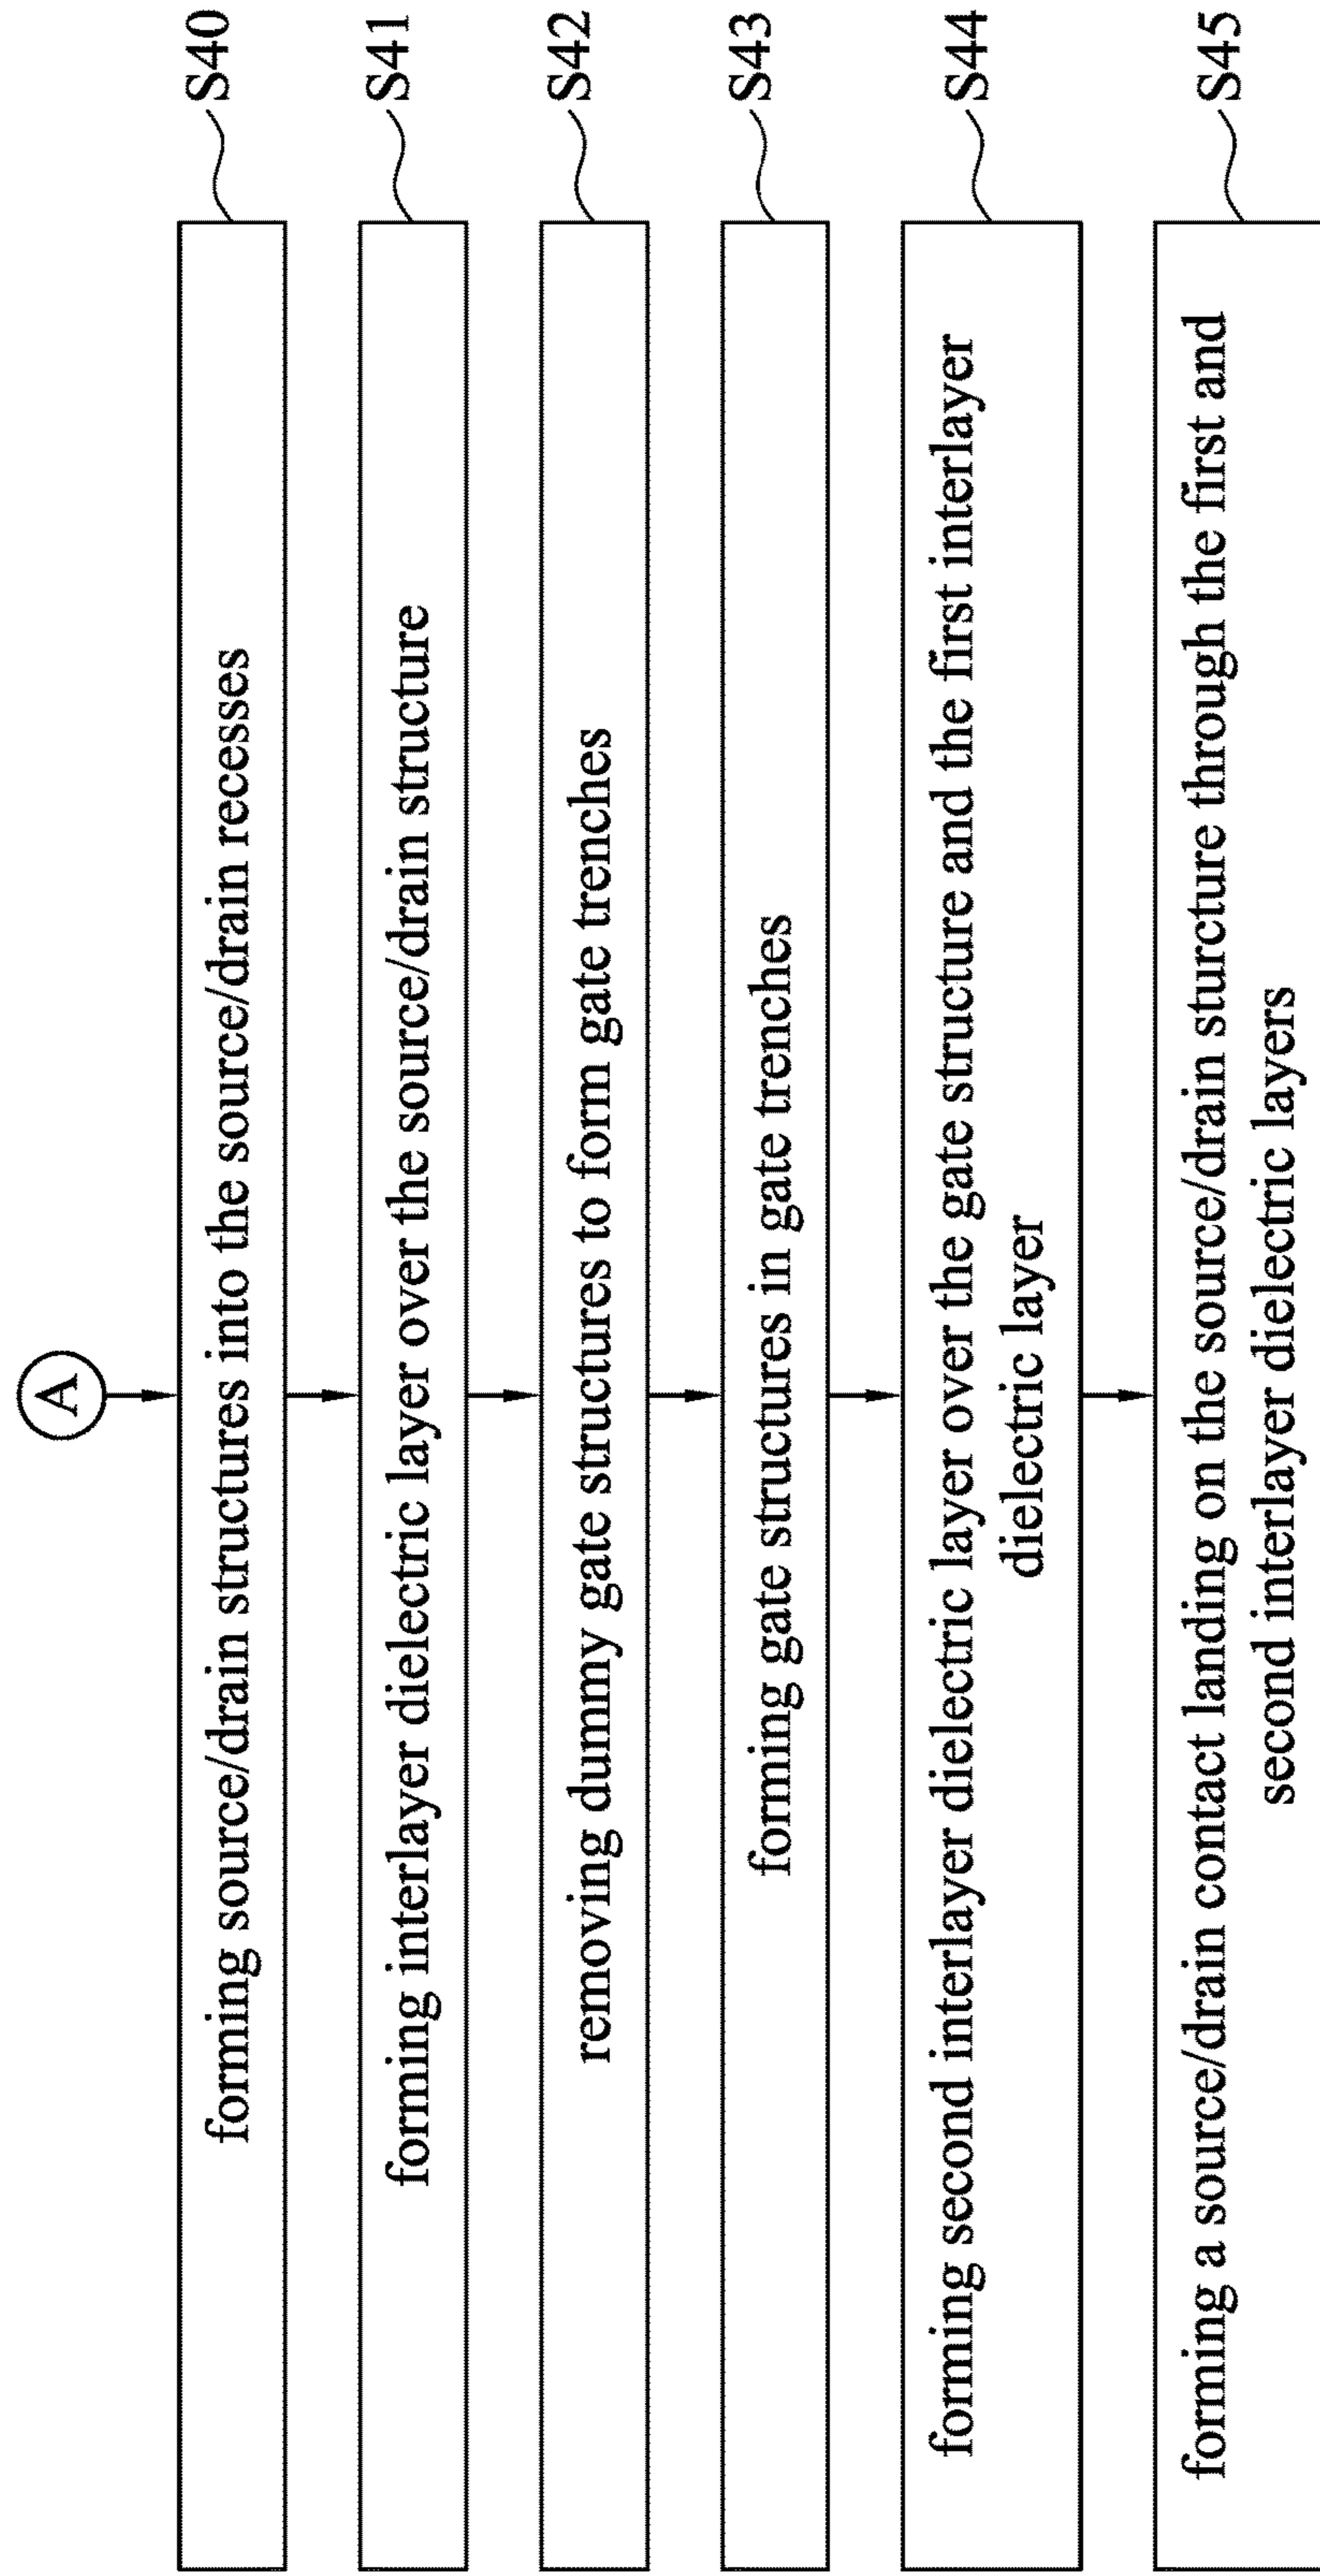 A
forming source/drain structures into the source/drain recesses
S40
forming interlayer dielectric layer over the source/drain structure
S41
removing dummy gate structures to form gate trenches
S42
forming gate structures in gate trenches
S43
forming second interlayer dielectric layer over the gate structure and the first interlayer
dielectric layer
S44
forming a source/drain contact landing on the source/drain sturcture through the first and
second interlayer dielectric layers
S45